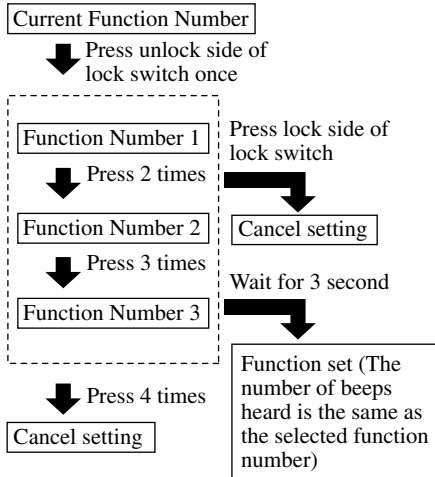 Current Function Number
Press unlock side of
lock switch once
Function Number 1
Press 2 times
Press lock side of
lock switch
Function Number 2
Cancel setting
Press 3 times
Function Number 3
Wait for 3 second
Press 4 times
Cancel setting
Function set (The
number of beeps
heard is the same as
the selected function
number)